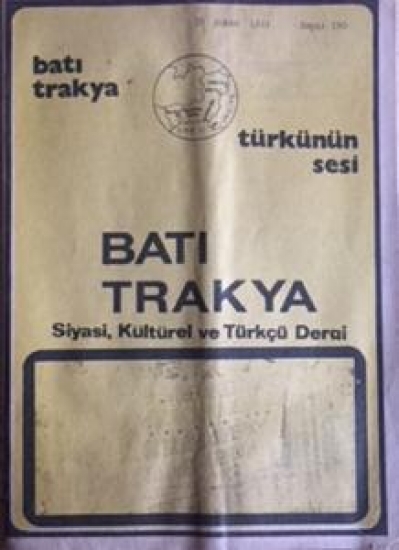 batı
trakya
türkünün
sesi
BATI
TRAKYA
Siyasi, Kültürel ve Türkçü Dergi